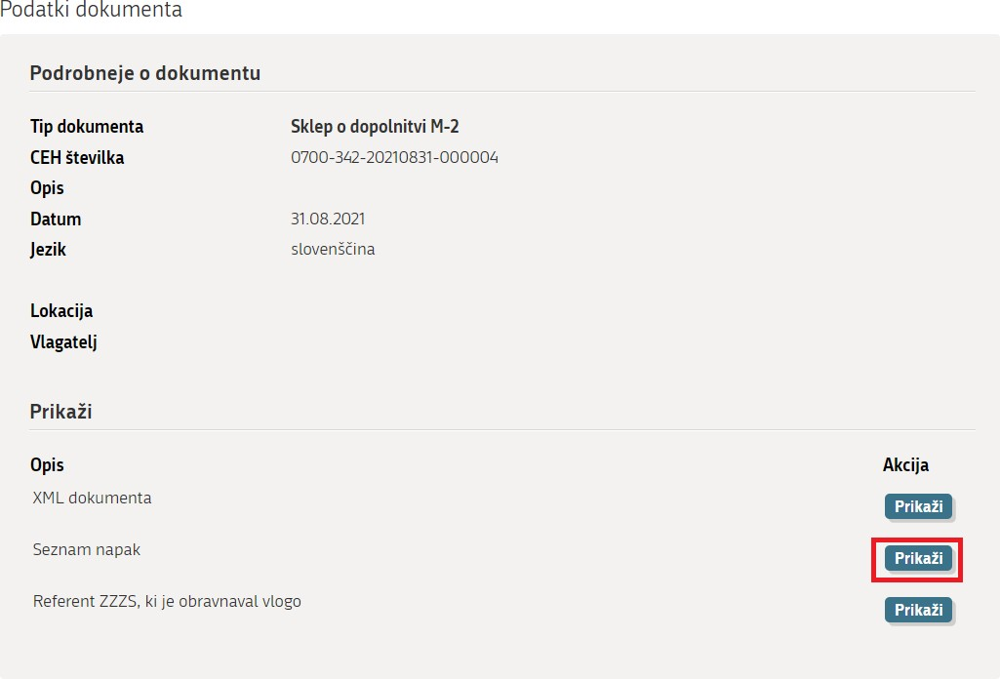 Podatki dokumenta
Podrobneje o dokumentu
Tip dokumenta Sklep o dopolnitvi M-2
CEH številka 0700-342-20210831-000004
Opis
Datum 31.08.2021
Jezik slovenščina
Lokacija
Vlagatelj
Prikaži
Opis Akcija
XML dokumenta Prikaži
Seznam napak Prikaži
Referent ZZZS, ki je obravnaval vlogo Prikaži